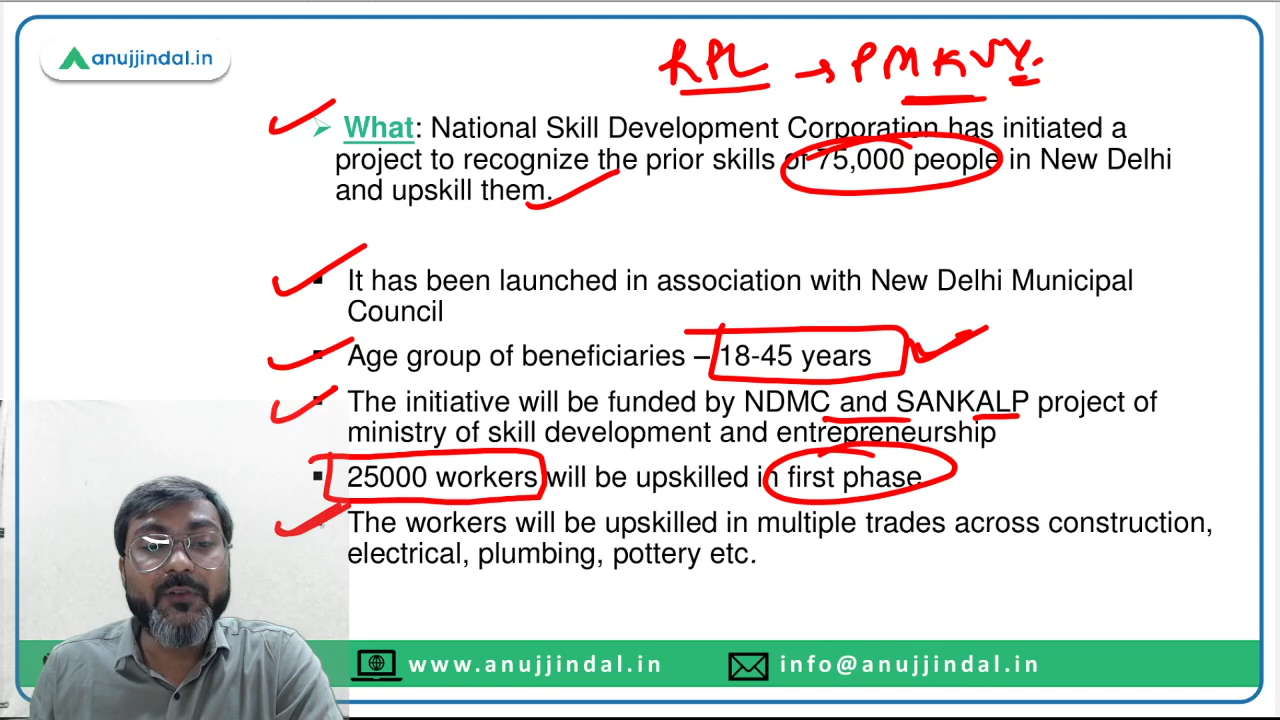 anujjindal.in
RPL → PMKVY.
➢ What: National Skill Development Corporation has initiated a
project to recognize the prior skills of 75,000 people in New Delhi
and upskill them.
▪ It has been launched in association with New Delhi Municipal
Council
▪ Age group of beneficiaries – 18-45 years
▪ The initiative will be funded by NDMC and SANKALP project of
ministry of skill development and entrepreneurship
▪ 25000 workers will be upskilled in first phase
▪ The workers will be upskilled in multiple trades across construction,
electrical, plumbing, pottery etc.
www.anujjindal.in info@anujjindal.in